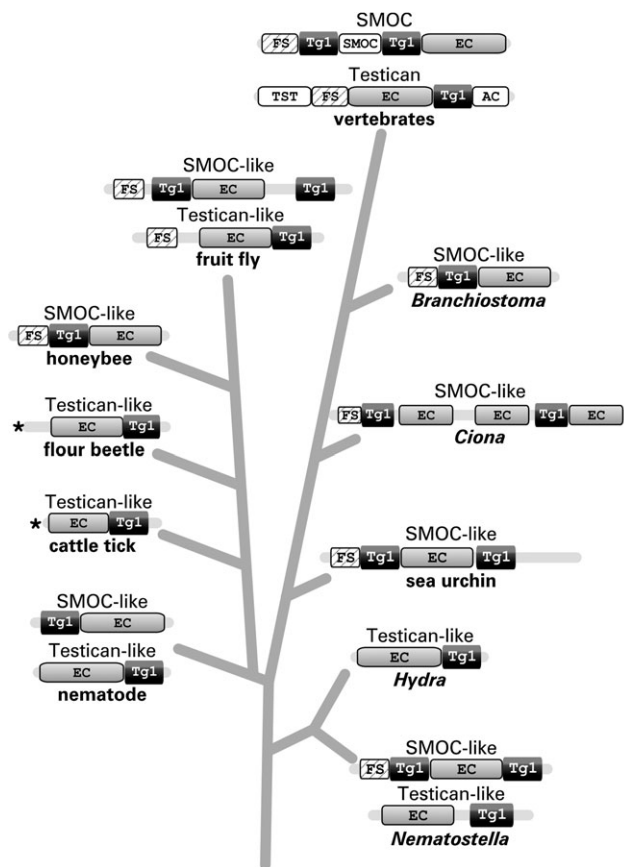 SMOC
FS Tg1 SMOC Tg1 EC
Testican
TST FS EC Tg1 AC
vertebrates
SMOC-like
FS Tg1 EC Tg1
Testican-like
FS EC Tg1
fruit fly
SMOC-like
FS Tg1 EC
Branchiostoma
SMOC-like
FS Tg1 EC
honeybee
SMOC-like
FS Tg1 EC EC Tg1 EC
Ciona
Testican-like
* EC Tg1
flour beetle
Testican-like
* EC Tg1
cattle tick
SMOC-like
FS Tg1 EC Tg1
sea urchin
SMOC-like
Tg1 EC
Testican-like
EC Tg1
nematode
Testican-like
EC Tg1
Hydra
SMOC-like
FS Tg1 EC Tg1
Testican-like
EC Tg1
Nematostella